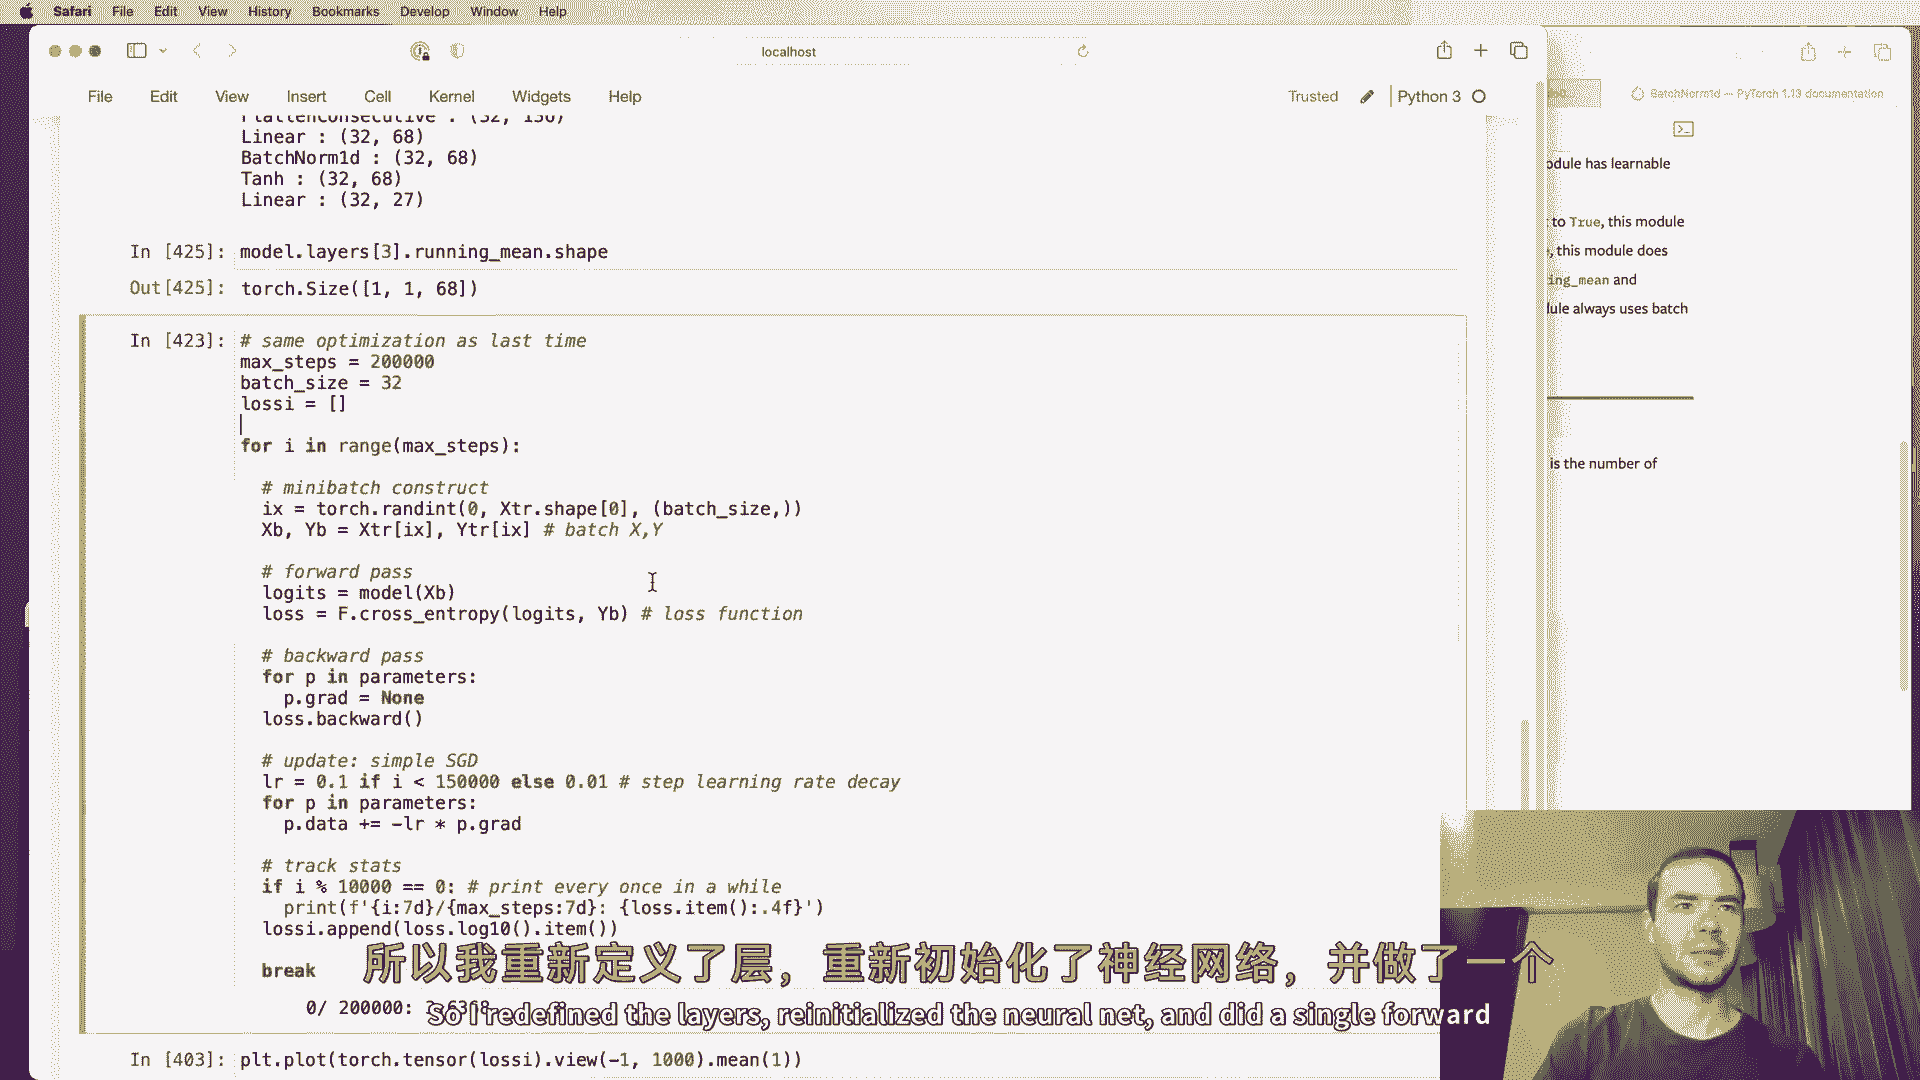 Safari File Edit View History Bookmarks Develop Window Help
localhost
File Edit View Insert Cell Kernel Widgets Help
Trusted Python 3
BatchNorm1d — PyTorch 1.13 documentation
FlattenConsecutive : (32, 136)
Linear : (32, 68)
BatchNorm1d : (32, 68)
Tanh : (32, 68)
Linear : (32, 27)
In [425]: model.layers[3].running_mean.shape
Out[425]: torch.Size([1, 1, 68])
In [423]: # same optimization as last time
max_steps = 200000
batch_size = 32
lossi = []
for i in range(max_steps):
# minibatch construct
ix = torch.randint(0, Xtr.shape[0], (batch_size,))
Xb, Yb = Xtr[ix], Ytr[ix] # batch X,Y
# forward pass
logits = model(Xb)
loss = F.cross_entropy(logits, Yb) # loss function
# backward pass
for p in parameters:
p.grad = None
loss.backward()
# update: simple SGD
lr = 0.1 if i < 150000 else 0.01 # step learning rate decay
for p in parameters:
p.data += -lr * p.grad
# track stats
if i % 10000 == 0: # print every once in a while
print(f'{i:7d}/{max_steps:7d}: {loss.item():.4f}')
lossi.append(loss.log10().item())
break
0/ 200000:
In [403]: plt.plot(torch.tensor(lossi).view(-1, 1000).mean(1))
odule has learnable
to True, this module
, this module does
ing_mean and
dule always uses batch
is the number of
所以我重新定义了层，重新初始化了神经网络，并做了一个
So I redefined the layers, reinitialized the neural net, and did a single forward